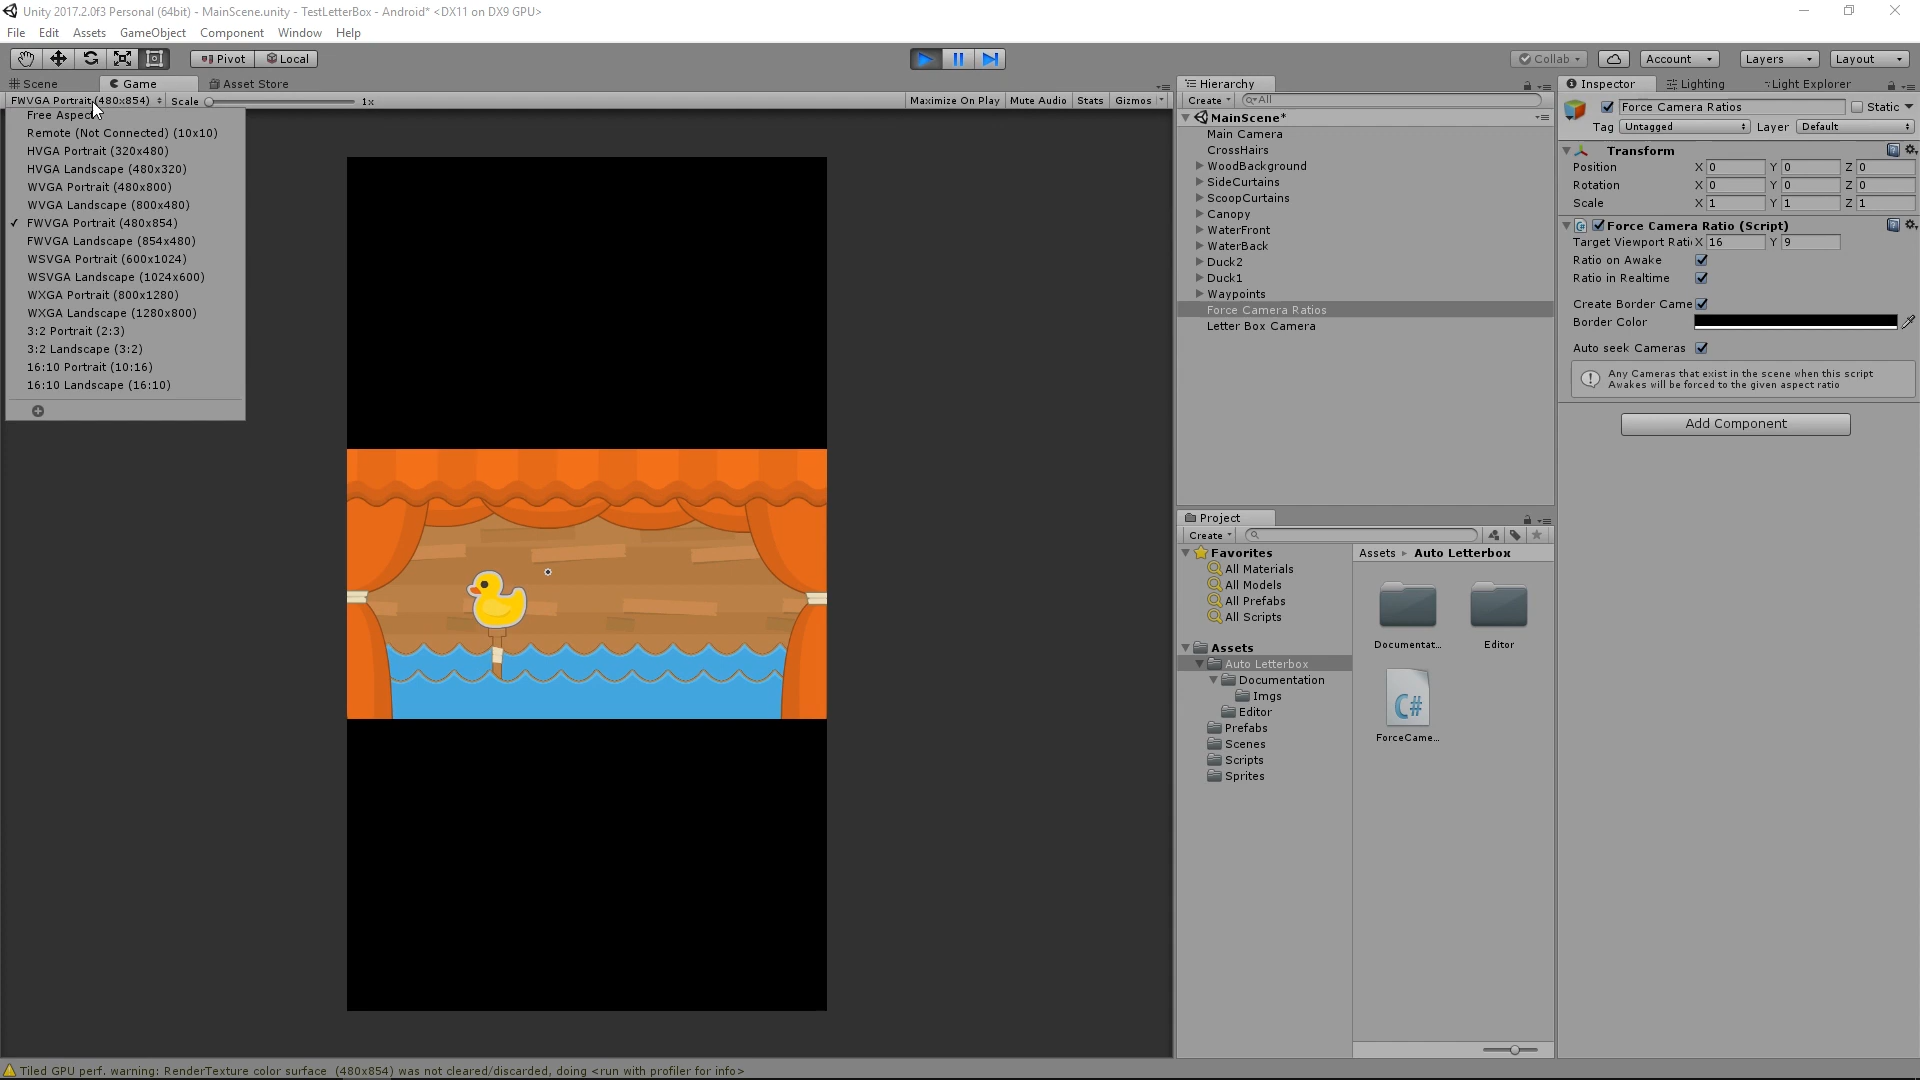 Unity 2017.2.0f3 Personal (64bit) - MainScene.unity - TestLetterBox - Android* <DX11 on DX9 GPU>
File Edit Assets GameObject Component Window Help
Pivot Local
Collab Account Layers Layout
Scene Game Asset Store
FWVGA Portrait (480x854) Scale 1x
Maximize On Play Mute Audio Stats Gizmos
Free Aspect
Remote (Not Connected) (10x10)
HVGA Portrait (320x480)
HVGA Landscape (480x320)
WVGA Portrait (480x800)
WVGA Landscape (800x480)
FWVGA Portrait (480x854)
FWVGA Landscape (854x480)
WSVGA Portrait (600x1024)
WSVGA Landscape (1024x600)
WXGA Portrait (800x1280)
WXGA Landscape (1280x800)
3:2 Portrait (2:3)
3:2 Landscape (3:2)
16:10 Portrait (10:16)
16:10 Landscape (16:10)
Hierarchy
Create All
MainScene*
Main Camera
CrossHairs
WoodBackground
SideCurtains
ScoopCurtains
Canopy
WaterFront
WaterBack
Duck2
Duck1
Waypoints
Force Camera Ratios
Letter Box Camera
Project
Create
Favorites
All Materials
All Models
All Prefabs
All Scripts
Assets
Auto Letterbox
Documentation
Imgs
Editor
Prefabs
Scenes
Scripts
Sprites
Assets Auto Letterbox
Documentat...
Editor
C#
ForceCame...
Inspector Lighting Light Explorer
Force Camera Ratios Static
Tag Untagged Layer Default
Transform
Position X 0 Y 0 Z 0
Rotation X 0 Y 0 Z 0
Scale X 1 Y 1 Z 1
Force Camera Ratio (Script)
Target Viewport Rati X 16 Y 9
Ratio on Awake
Ratio in Realtime
Create Border Came
Border Color
Auto seek Cameras
Any Cameras that exist in the scene when this script
Awakes will be forced to the given aspect ratio
Add Component
Tiled GPU perf. warning: RenderTexture color surface (480x854) was not cleared/discarded, doing <run with profiler for info>